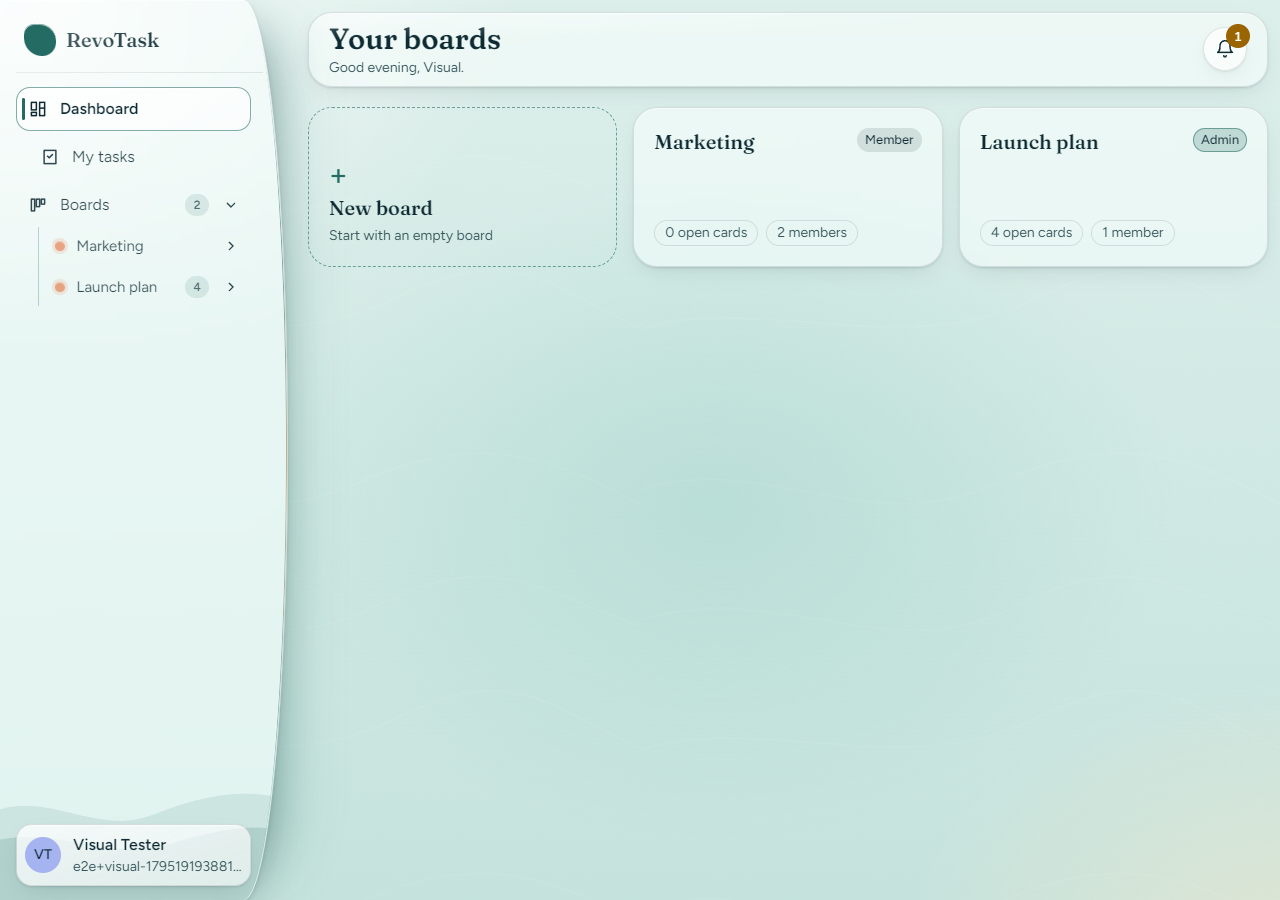 RevoTask
Dashboard
My tasks
Boards 2
Marketing
Launch plan 4
VT
Visual Tester
e2e+visual-179519193881...
Your boards
Good evening, Visual.
1
+
New board
Start with an empty board
Marketing Member
0 open cards 2 members
Launch plan Admin
4 open cards 1 member